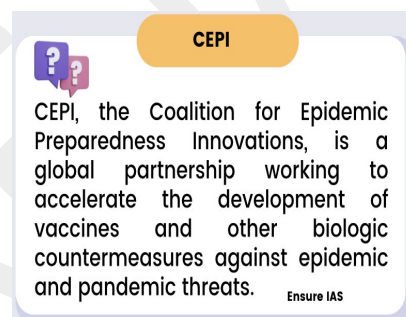 CEPI
CEPI, the Coalition for Epidemic
Preparedness Innovations, is a
global partnership working to
accelerate the development of
vaccines and other biologic
countermeasures against epidemic
and pandemic threats.
Ensure IAS